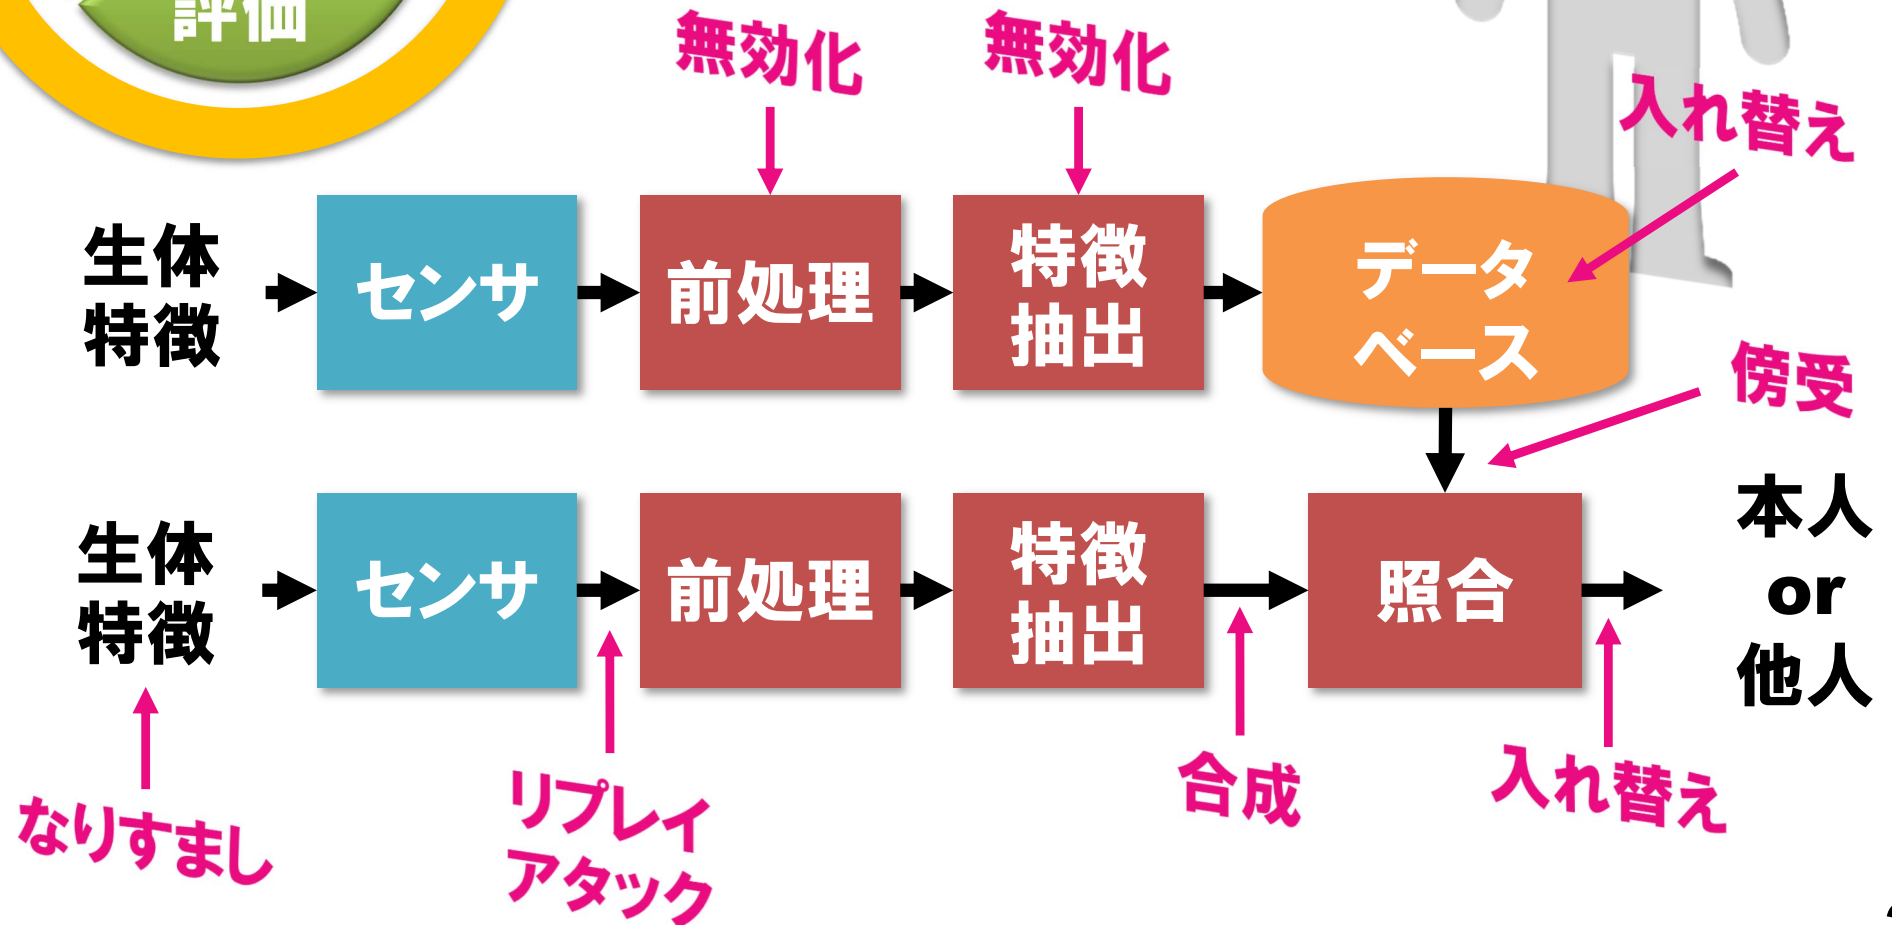 評価
無効化
無効化
入れ替え
生体
特徴
センサ
前処理
特徴
抽出
データ
ベース
傍受
生体
特徴
センサ
前処理
特徴
抽出
照合
本人
or
他人
なりすまし
リプレイ
アタック
合成
入れ替え